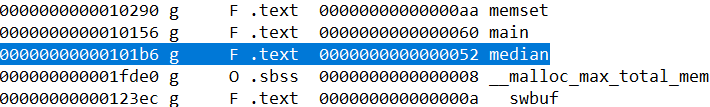 0000000000010290 g     F .text  00000000000000aa memset
0000000000010156 g     F .text  0000000000000060 main
00000000000101b6 g     F .text  0000000000000052 median
000000000001fde0 g     O .sbss  0000000000000008 __malloc_max_total_mem
00000000000123ec g     F .text  000000000000000a __swbuf